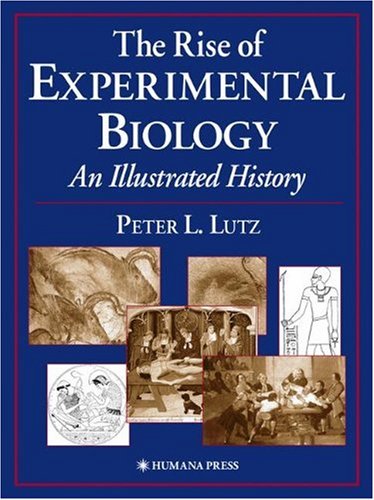 The Rise of
EXPERIMENTAL
BIOLOGY
An Illustrated History
PETER L. LUTZ
HUMANA PRESS